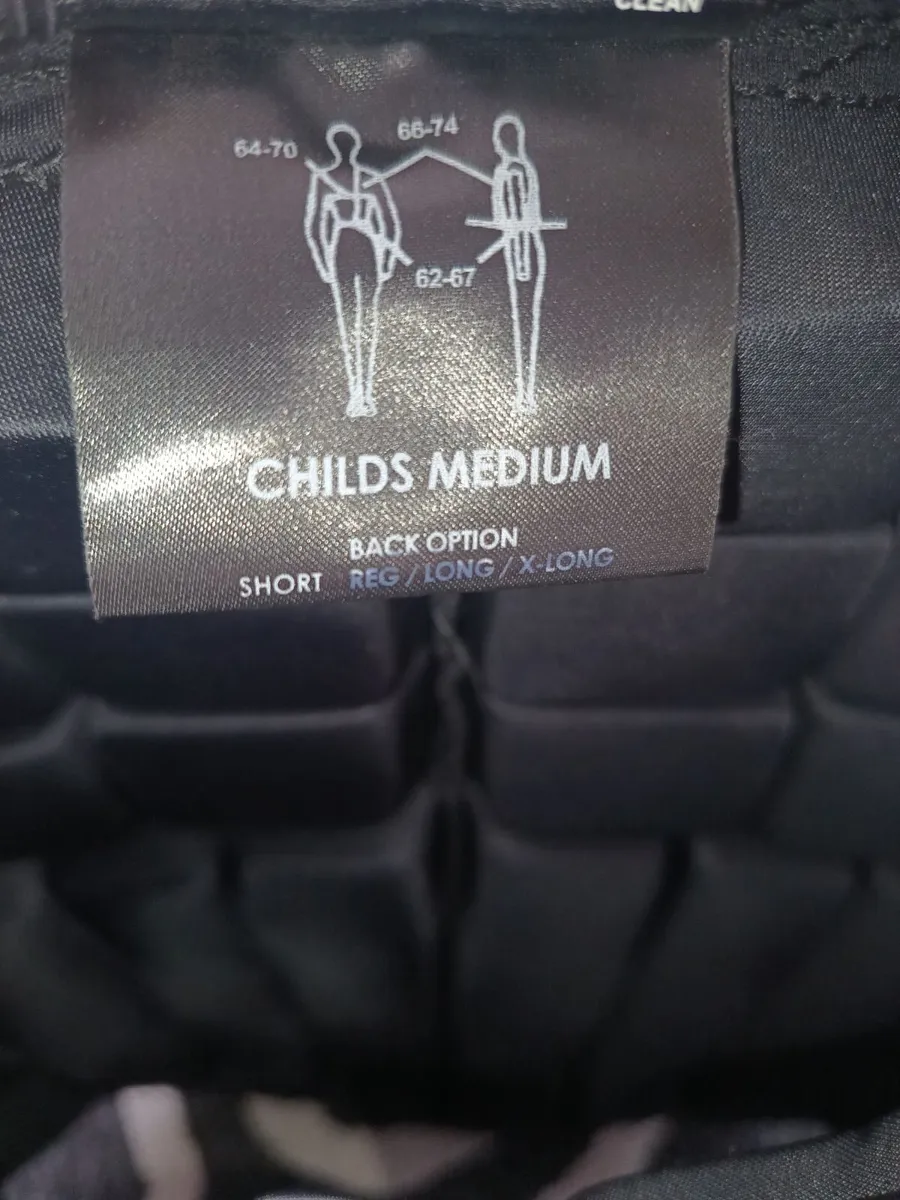 CLEAN
66-74
64-70
62-67
CHILDS MEDIUM
BACK OPTION
SHORT REG / LONG / X-LONG